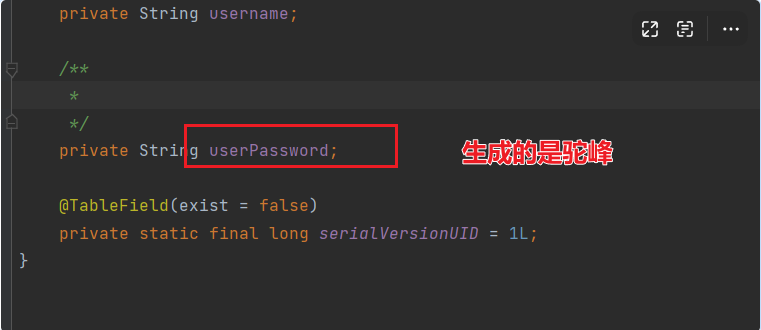 private String username;
/**
*
*/
private String userPassword;
生成的是驼峰
@TableField(exist = false)
private static final long serialVersionUID = 1L;
}